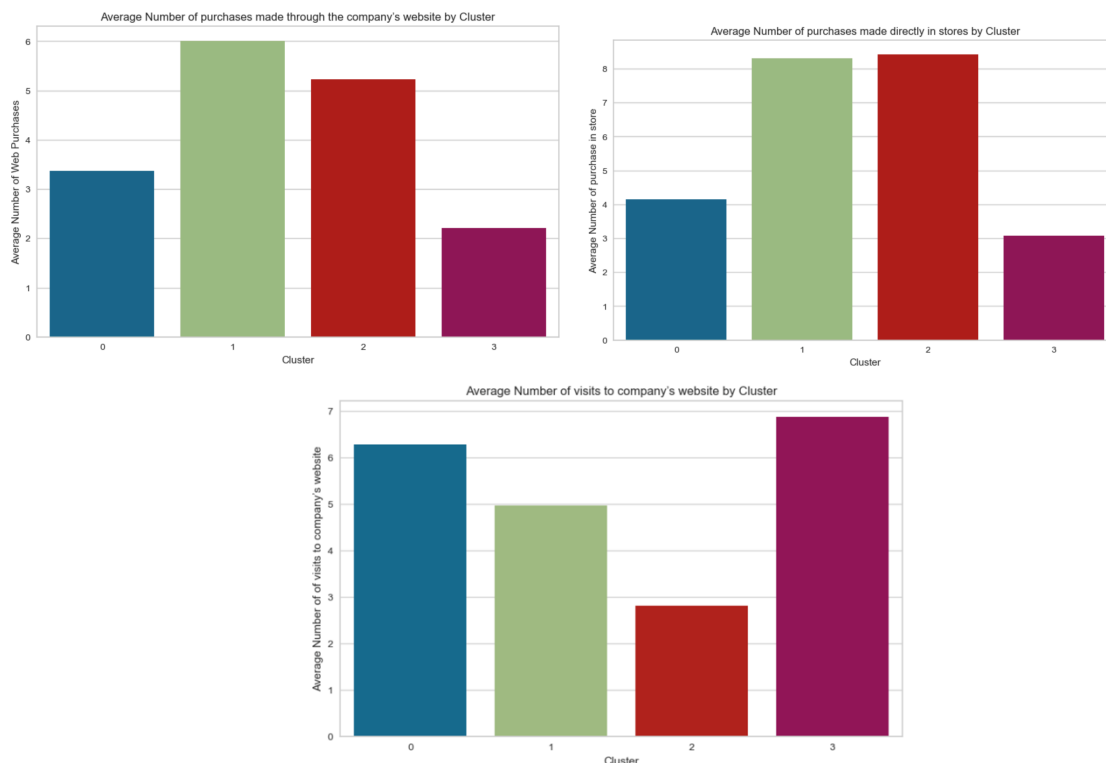 Average Number of purchases made through the company's website by Cluster
Average Number of Web Purchases
6
5
4
3
2
1
0
0 1 2 3
Cluster
Average Number of purchases made directly in stores by Cluster
Average Number of purchase in store
8
7
6
5
4
3
2
1
0
0 1 2 3
Cluster
Average Number of visits to company's website by Cluster
Average Number of of visits to company's website
7
6
5
4
3
2
1
0
0 1 2 3
Cluster